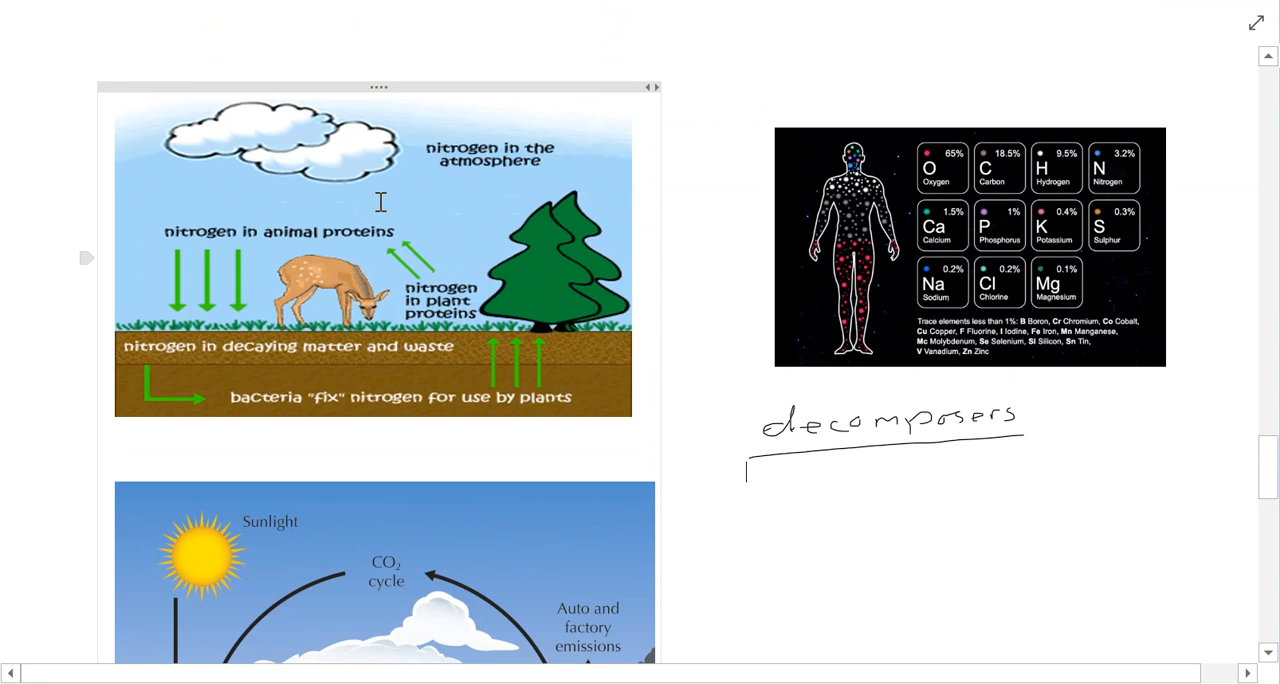 nitrogen in the
atmosphere
nitrogen in animal proteins
nitrogen
in plant
proteins
nitrogen in decaying matter and waste
bacteria "fix" nitrogen for use by plants
65%
O
Oxygen
18.5%
C
Carbon
9.5%
H
Hydrogen
3.2%
N
Nitrogen
1.5%
Ca
Calcium
1%
P
Phosphorus
0.4%
K
Potassium
0.3%
S
Sulphur
0.2%
Na
Sodium
0.2%
Cl
Chlorine
0.1%
Mg
Magnesium
Trace elements less than 1%: B Boron, Cr Chromium, Co Cobalt,
Cu Copper, F Fluorine, I Iodine, Fe Iron, Mn Manganese,
Mc Molybdenum, Se Selenium, Si Silicon, Sn Tin,
V Vanadium, Zn Zinc
decomposers
Sunlight
CO₂
cycle
Auto and
factory
emissions